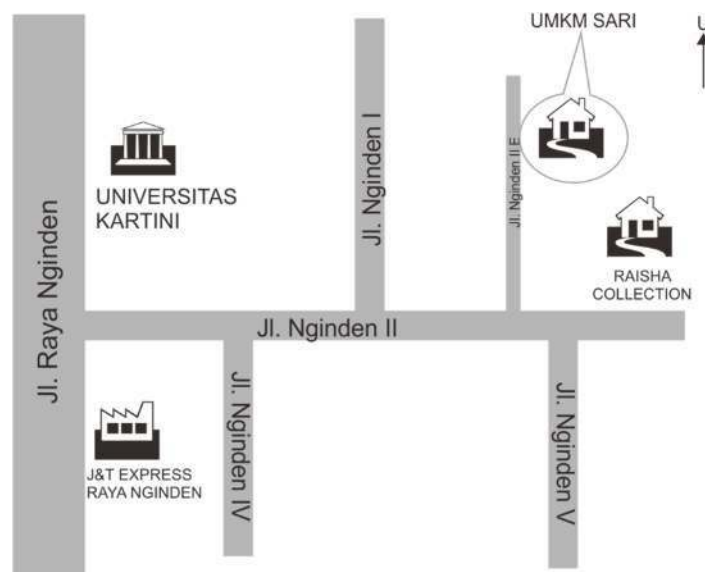 UMKM SARI
U
UNIVERSITAS
KARTINI
Jl. Raya Nginden
Jl. Nginden I
Jl. Nginden II E
RAISHA
COLLECTION
Jl. Nginden II
J&T EXPRESS
RAYA NGINDEN
Jl. Nginden IV
Jl. Nginden V